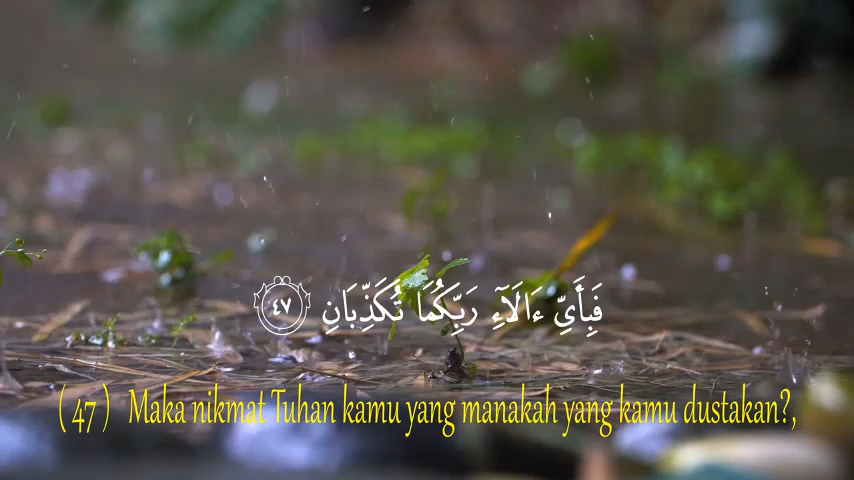 فَبِأَيِّ ءَالَآءِ رَبِّكُمَا تُكَذِّبَانِ ٤٧
( 47 ) Maka nikmat Tuhan kamu yang manakah yang kamu dustakan?,